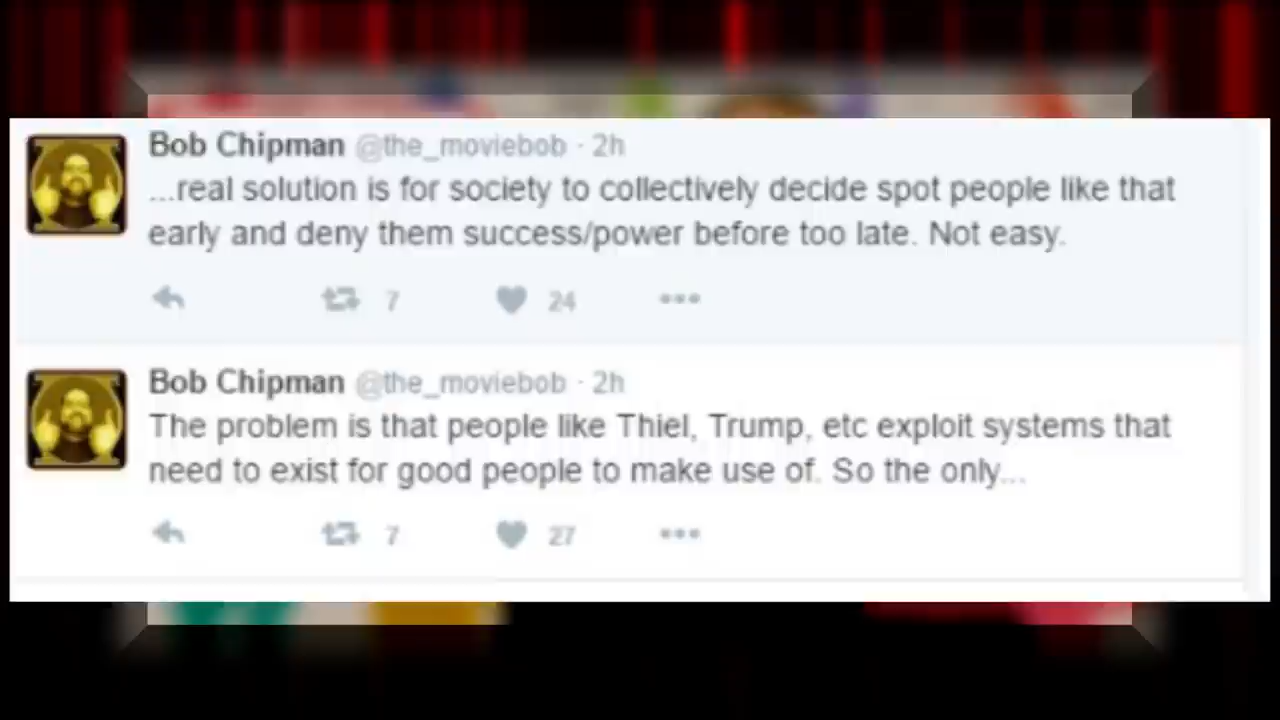 Bob Chipman @the_moviebob · 2h
...real solution is for society to collectively decide spot people like that
early and deny them success/power before too late. Not easy.
7 24
Bob Chipman @the_moviebob · 2h
The problem is that people like Thiel, Trump, etc exploit systems that
need to exist for good people to make use of. So the only...
7 27